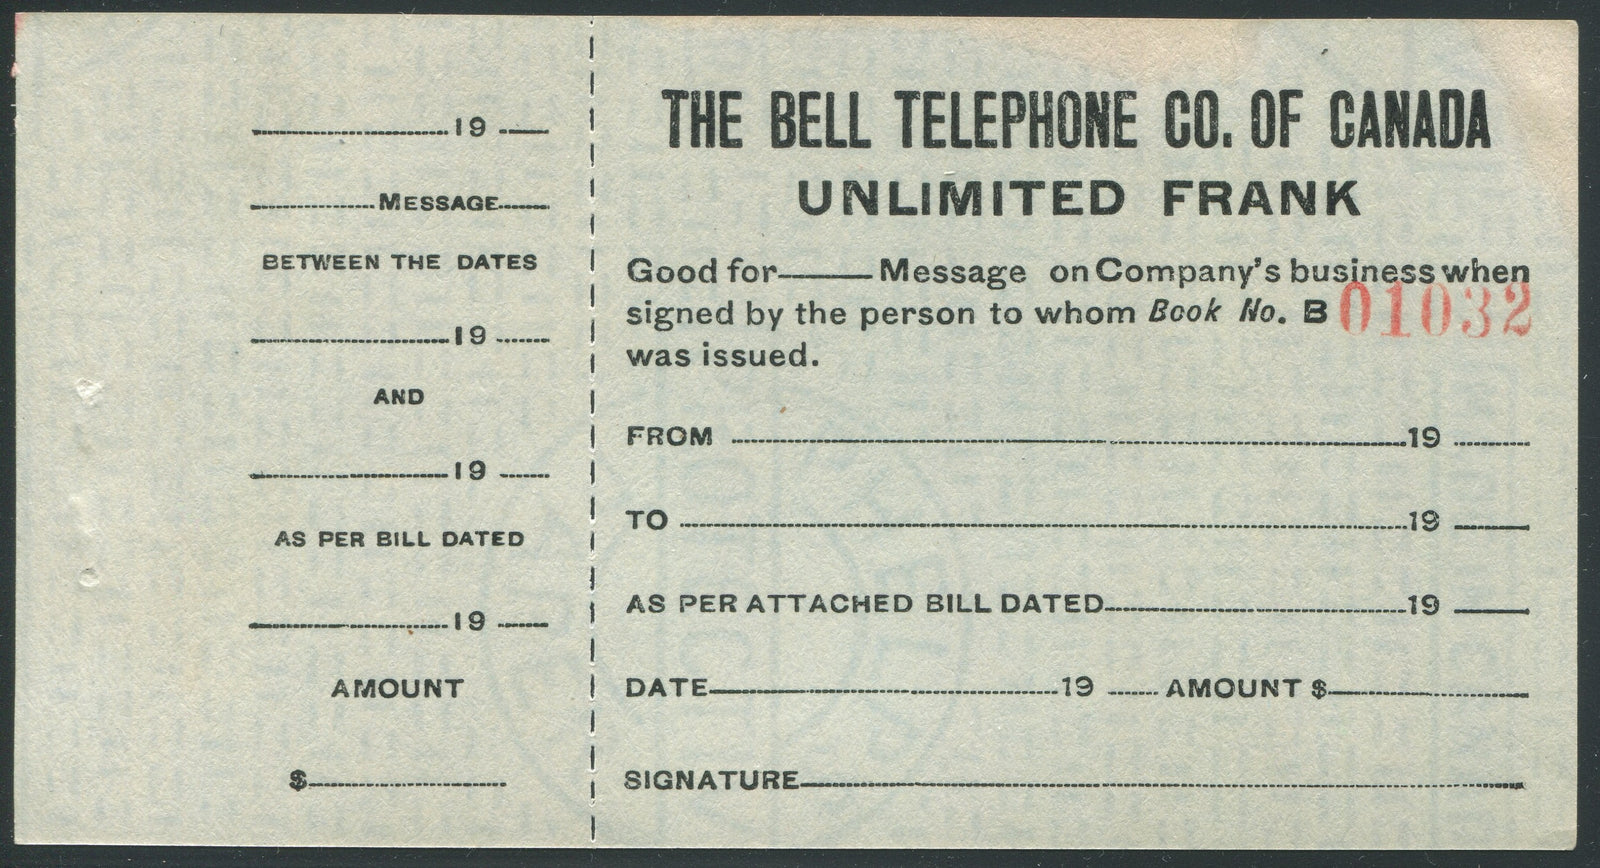 19
Message
BETWEEN THE DATES
19
AND
19
AS PER BILL DATED
19
AMOUNT
$
THE BELL TELEPHONE CO. OF CANADA
UNLIMITED FRANK
Good for Message on Company's business when
signed by the person to whom Book No. B 01032
was issued.
FROM 19
TO 19
AS PER ATTACHED BILL DATED 19
DATE 19 AMOUNT $
SIGNATURE